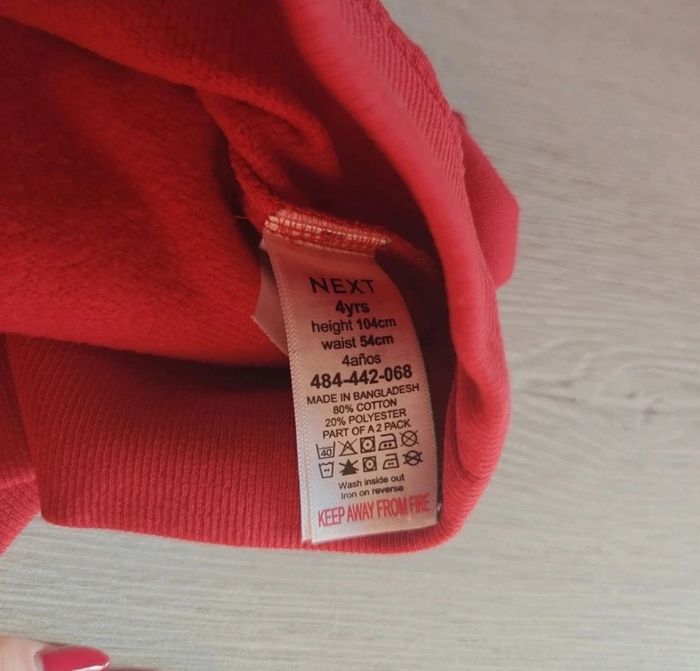 NEXT
4yrs
height 104cm
waist 54cm
4años
484-442-068
MADE IN BANGLADESH
80% COTTON
20% POLYESTER
PART OF A 2 PACK
40
Wash inside out
iron on reverse
KEEP AWAY FROM FIRE